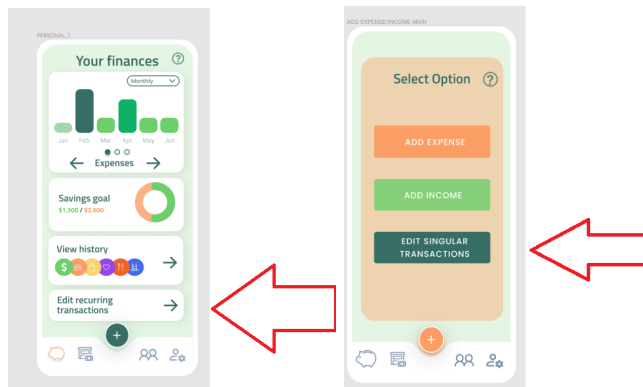 PERSONAL_1
Your finances ?
Monthly
Jan Feb Mar Apr May Jun
Expenses
Savings goal
$1,300 / $2,600
View history
$
Edit recurring
transactions
+
ADD EXPENSE/INCOME MAIN
Select Option ?
ADD EXPENSE
ADD INCOME
EDIT SINGULAR
TRANSACTIONS
+